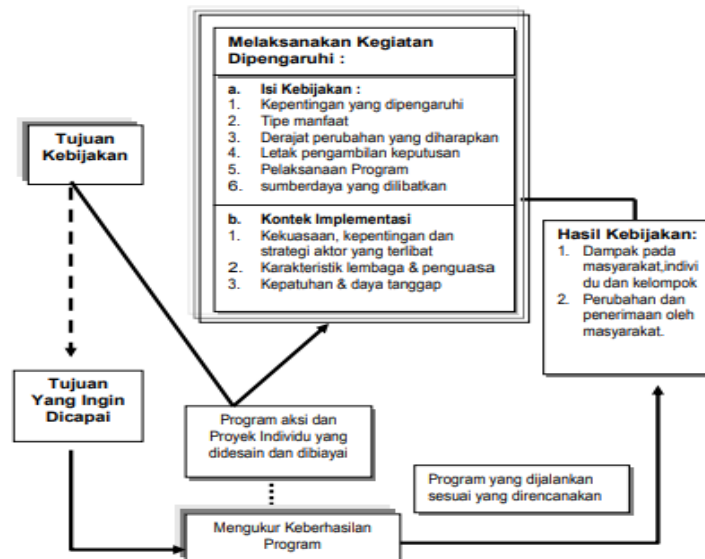 Melaksanakan Kegiatan
Dipengaruhi :
a. Isi Kebijakan :
1. Kepentingan yang dipengaruhi
2. Tipe manfaat
3. Derajat perubahan yang diharapkan
4. Letak pengambilan keputusan
5. Pelaksanaan Program
6. sumberdaya yang dilibatkan
b. Kontek Implementasi
1. Kekuasaan, kepentingan dan
strategi aktor yang terlibat
2. Karakteristik lembaga & penguasa
3. Kepatuhan & daya tanggap
Tujuan
Kebijakan
Hasil Kebijakan:
1. Dampak pada
masyarakat,indivi
du dan kelompok
2. Perubahan dan
penerimaan oleh
masyarakat.
Tujuan
Yang Ingin
Dicapai
Program aksi dan
Proyek Individu yang
didesain dan dibiayai
Program yang dijalankan
sesuai yang direncanakan
Mengukur Keberhasilan
Program